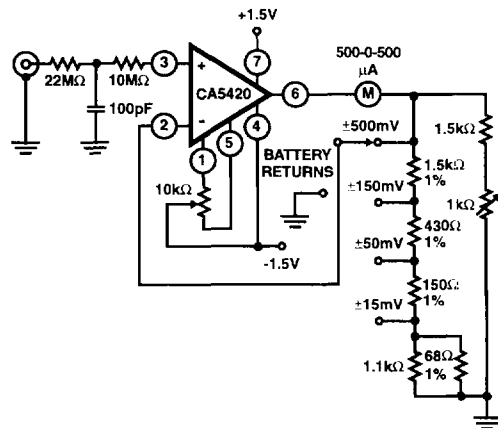 +1.5V
500-0-500
μA
22MΩ
10MΩ
3
+
7
CA5420
6
M
100pF
2
-
4
1
5
±500mV
1.5kΩ
BATTERY
RETURNS
1.5kΩ
1%
10kΩ
±150mV
1kΩ
430Ω
1%
-1.5V
±50mV
150Ω
1%
±15mV
1.1kΩ
68Ω
1%